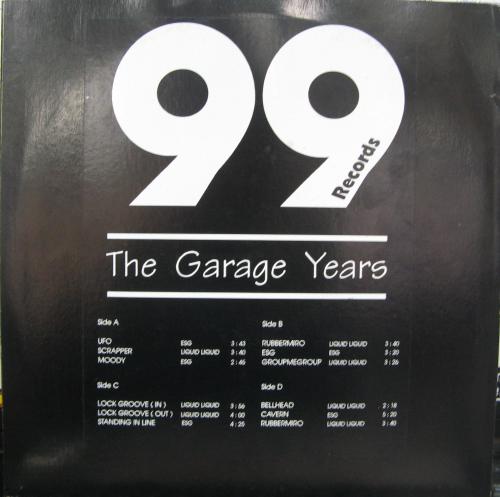 99
Records
The Garage Years
Side A
UFO ESG 3:43
SCRAPPER LIQUID LIQUID 3:40
MOODY ESG 2:46
Side B
RUBBERMIRO LIQUID LIQUID 3:40
ESG ESG 3:20
GROUPMEGROUP LIQUID LIQUID 3:26
Side C
LOCK GROOVE ( IN ) LIQUID LIQUID 3:56
LOCK GROOVE ( OUT ) LIQUID LIQUID 4:00
STANDING IN LINE ESG 4:25
Side D
BELLHEAD LIQUID LIQUID 2:18
CAVERN ESG 5:20
RUBBERMIRO LIQUID LIQUID 3:40